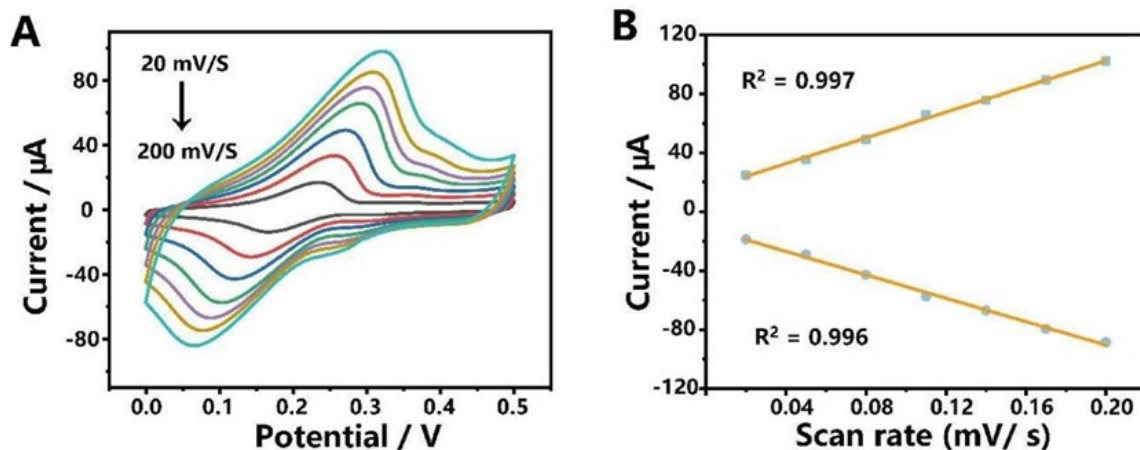 A
20 mV/S
200 mV/S
80
40
0
-40
-80
Current / µA
0.0 0.1 0.2 0.3 0.4 0.5
Potential / V
B
R² = 0.997
R² = 0.996
120
80
40
0
-40
-80
-120
Current / µA
0.04 0.08 0.12 0.16 0.20
Scan rate (mV/ s)